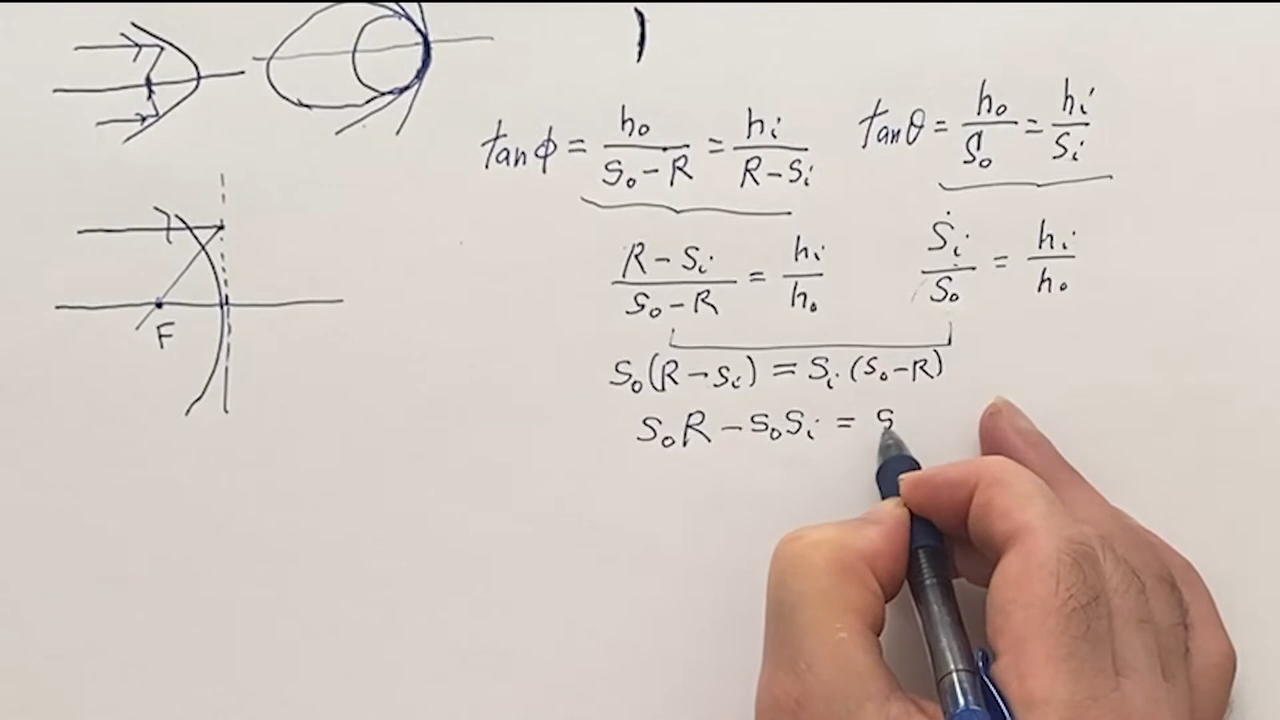 tan ϕ = h₀/(S₀ − R) = hᵢ/(R − Sᵢ)
tan θ = h₀/S₀ = hᵢ/Sᵢ
(R − Sᵢ)/(S₀ − R) = hᵢ/h₀
Sᵢ/S₀ = hᵢ/h₀
S₀(R − Sᵢ) = Sᵢ(S₀ − R)
S₀R − S₀Sᵢ = S
F